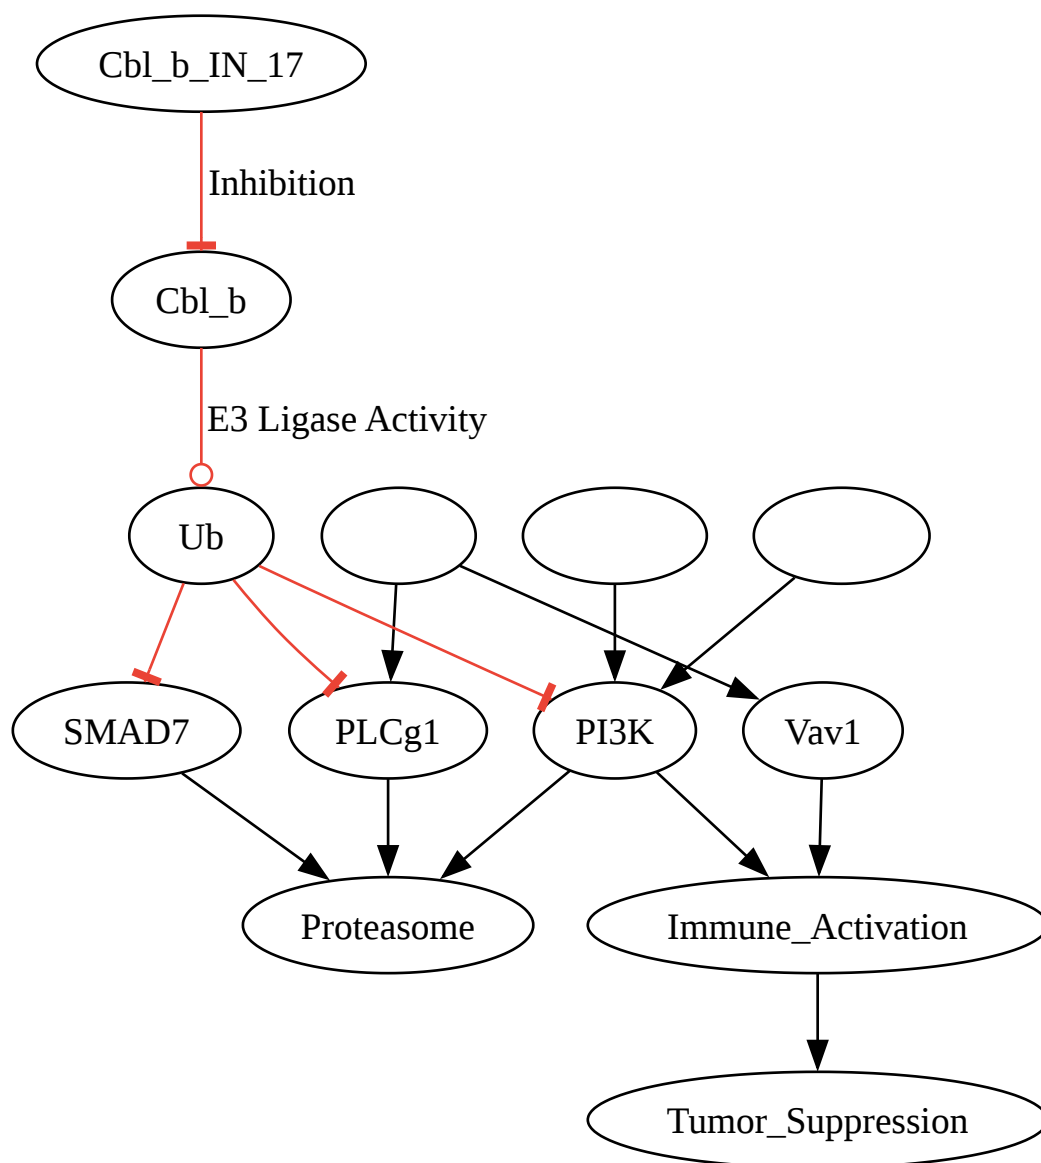 Cbl_b_IN_17
Inhibition
Cbl_b
E3 Ligase Activity
Ub
SMAD7
PLCg1
PI3K
Vav1
Proteasome
Immune_Activation
Tumor_Suppression